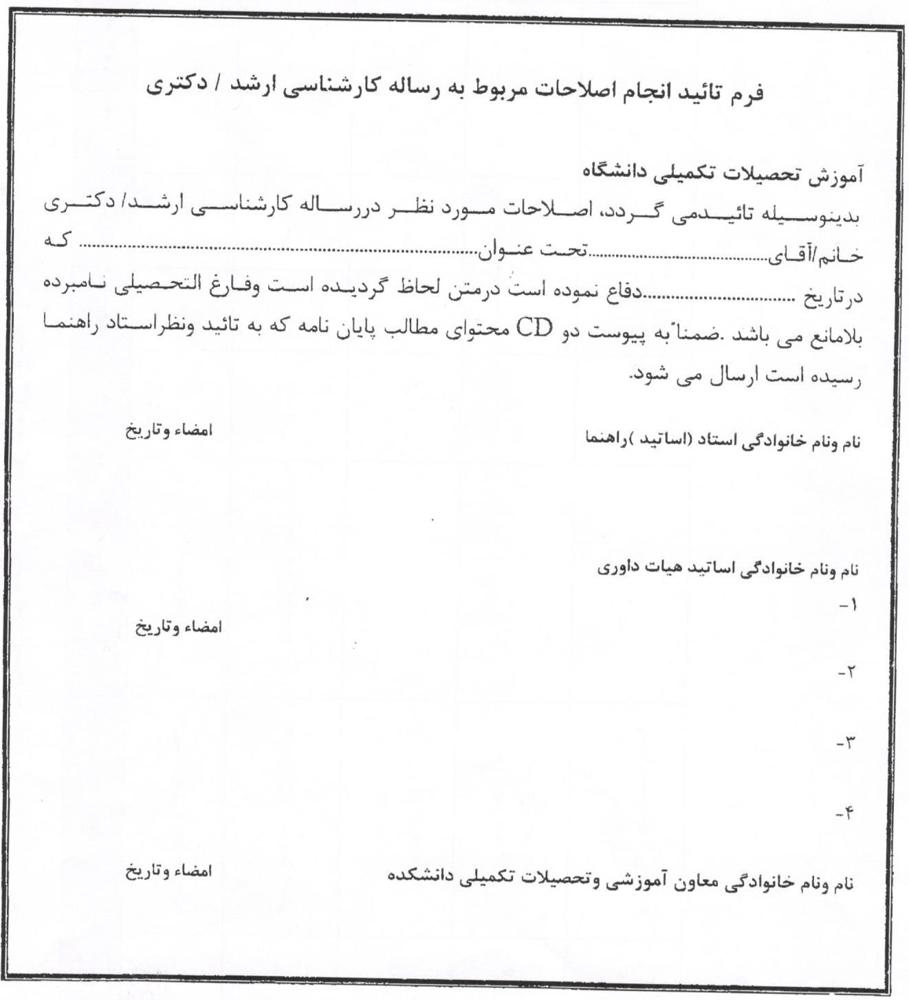 فرم تائید انجام اصلاحات مربوط به رساله کارشناسی ارشد / دکتری
آموزش تحصیلات تکمیلی دانشگاه
بدینوسیله تائیدمی گردد، اصلاحات مورد نظر دررساله کارشناسی ارشد/ دکتری
خانم/آقای.............................................تحت عنوان................................................................................................ که
درتاریخ ..................................دفاع نموده است درمتن لحاظ گردیده است وفارغ التحصیلی نامبرده
بلامانع می باشد .ضمنا ًبه پیوست دو CD محتوای مطالب پایان نامه که به تائید ونظراستاد راهنما
رسیده است ارسال می شود.
نام ونام خانوادگی استاد (اساتید )راهنما امضاء وتاریخ
نام ونام خانوادگی اساتید هیات داوری
۱-
امضاء وتاریخ
۲-
۳-
۴-
نام ونام خانوادگی معاون آموزشی وتحصیلات تکمیلی دانشکده امضاء وتاریخ